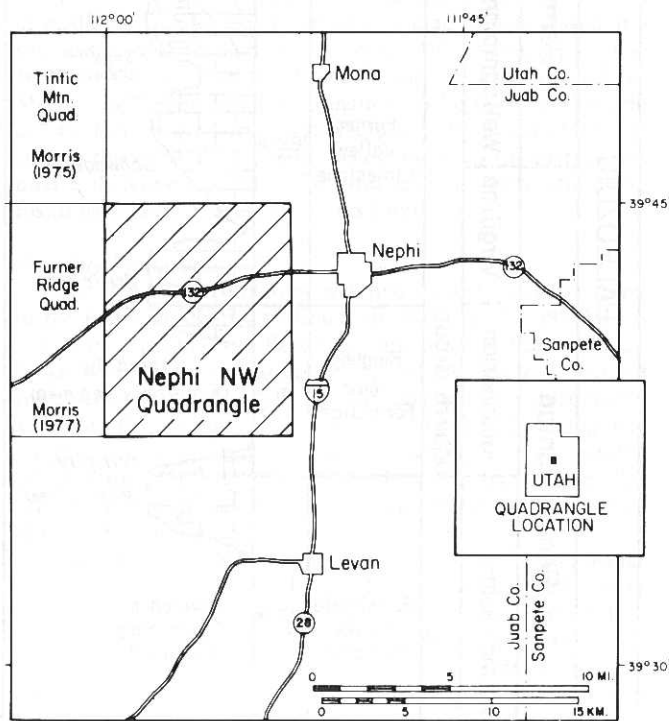 112°00'
111°45'
Tintic
Mtn.
Quad.
Mona
Utah Co.
Juab Co.
Morris
(1975)
39°45'
Nephi
Furner
Ridge
Quad.
132
132
Sanpete
Co.
Nephi NW
Quadrangle
15
Morris
(1977)
UTAH
QUADRANGLE
LOCATION
Levan
Juab Co.
Sanpete Co.
28
39°30'
0 5 10 MI.
0 5 10 15 KM.